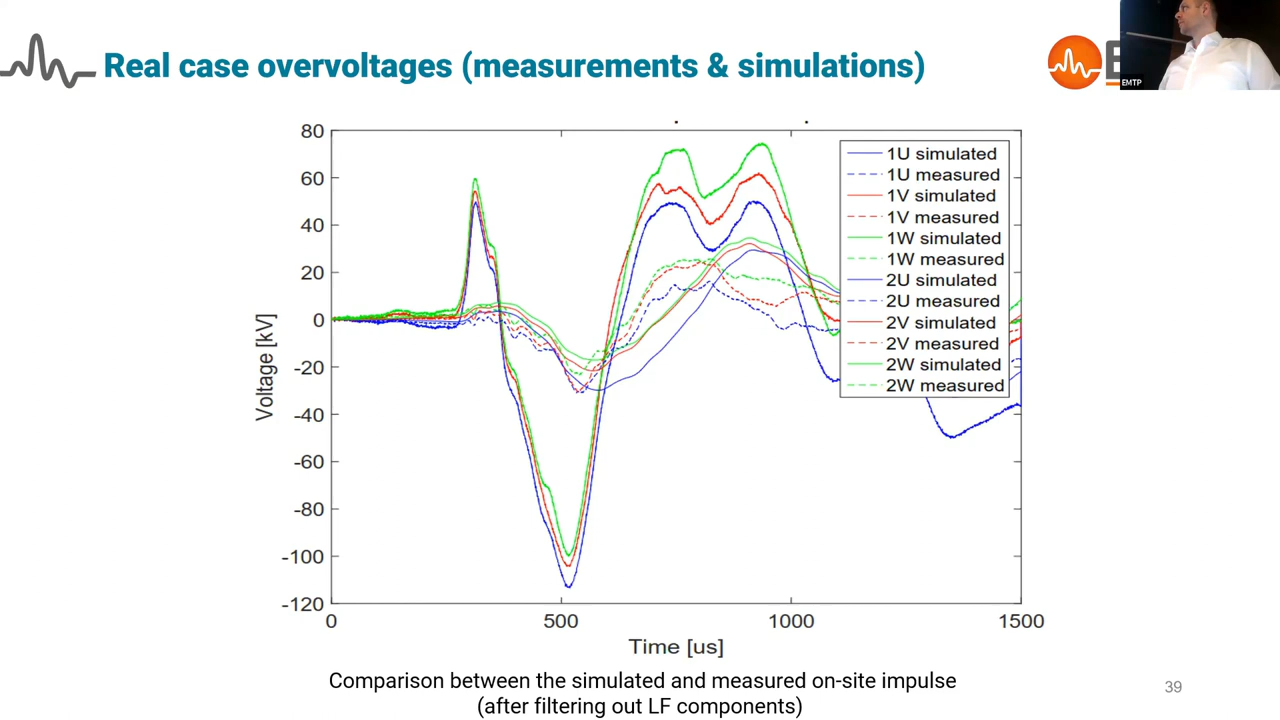 Real case overvoltages (measurements & simulations)
E
EMTP
80
60
40
20
0
-20
-40
-60
-80
-100
-120
Voltage [kV]
0
500
1000
1500
Time [us]
1U simulated
1U measured
1V simulated
1V measured
1W simulated
1W measured
2U simulated
2U measured
2V simulated
2V measured
2W simulated
2W measured
Comparison between the simulated and measured on-site impulse
(after filtering out LF components)
39